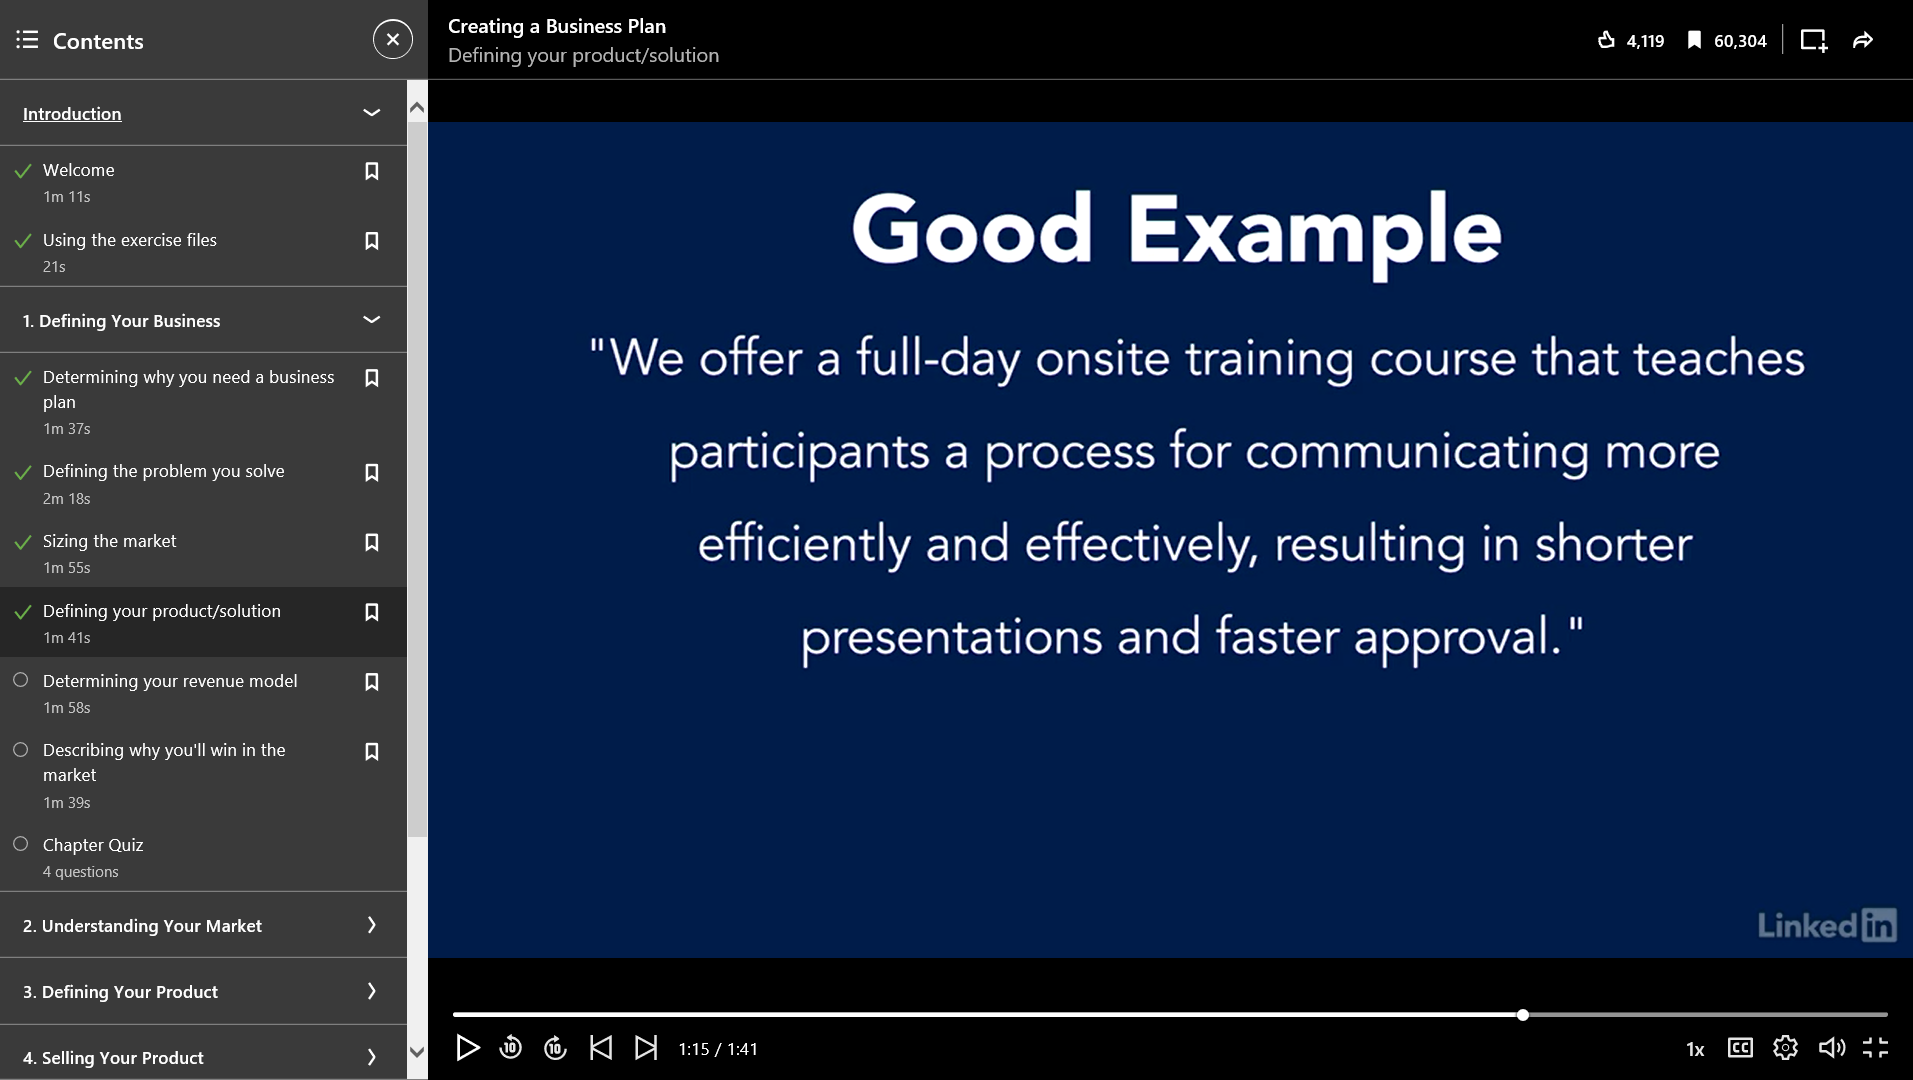 Contents
Introduction
Welcome
1m 11s
Using the exercise files
21s
1. Defining Your Business
Determining why you need a business
plan
1m 37s
Defining the problem you solve
2m 18s
Sizing the market
1m 55s
Defining your product/solution
1m 41s
Determining your revenue model
1m 58s
Describing why you'll win in the
market
1m 39s
Chapter Quiz
4 questions
2. Understanding Your Market
3. Defining Your Product
4. Selling Your Product
Creating a Business Plan
Defining your product/solution
4,119 60,304
Good Example
"We offer a full-day onsite training course that teaches
participants a process for communicating more
efficiently and effectively, resulting in shorter
presentations and faster approval."
Linked in
10 10 1:15 / 1:41 1x CC